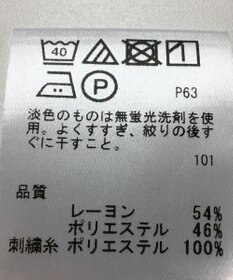 40
P
P63
淡色のものは無蛍光洗剤を使
用。よくすすぎ、絞りの後す
ぐに干すこと。
101
品質
レーヨン 54%
ポリエステル 46%
刺繍糸 ポリエステル 100%